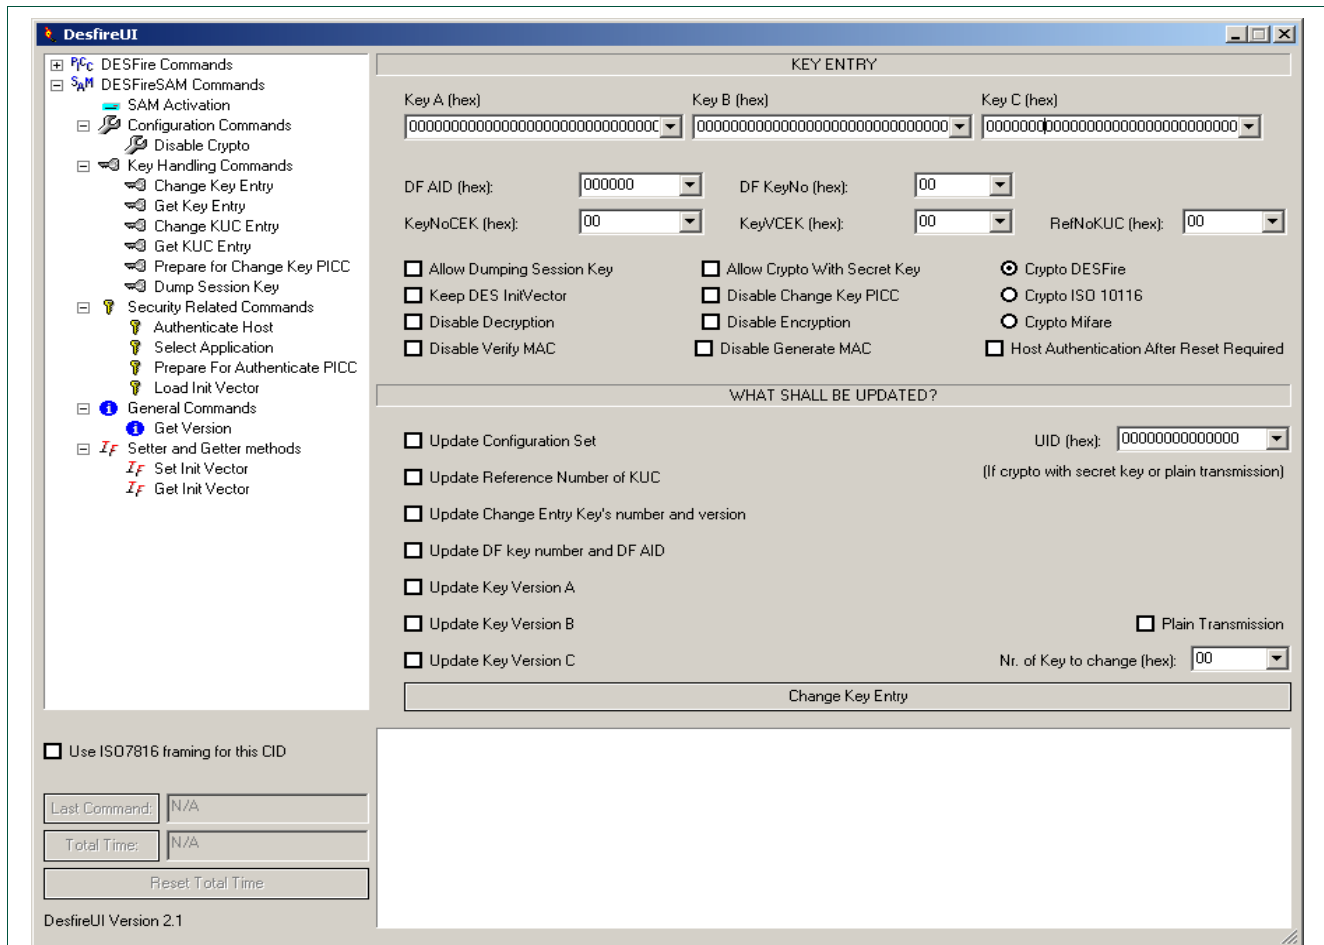 DesfireUI
PICC DESFire Commands
SAM DESFireSAM Commands
SAM Activation
Configuration Commands
Disable Crypto
Key Handling Commands
Change Key Entry
Get Key Entry
Change KUC Entry
Get KUC Entry
Prepare for Change Key PICC
Dump Session Key
Security Related Commands
Authenticate Host
Select Application
Prepare For Authenticate PICC
Load Init Vector
General Commands
Get Version
IF Setter and Getter methods
IF Set Init Vector
IF Get Init Vector
KEY ENTRY
Key A (hex) Key B (hex) Key C (hex)
DF AID (hex): 000000 DF KeyNo (hex): 00
KeyNoCEK (hex): 00 KeyVCEK (hex): 00 RefNoKUC (hex): 00
Allow Dumping Session Key Allow Crypto With Secret Key Crypto DESFire
Keep DES InitVector Disable Change Key PICC Crypto ISO 10116
Disable Decryption Disable Encryption Crypto Mifare
Disable Verify MAC Disable Generate MAC Host Authentication After Reset Required
WHAT SHALL BE UPDATED?
Update Configuration Set UID (hex): 00000000000000
(If crypto with secret key or plain transmission)
Update Reference Number of KUC
Update Change Entry Key's number and version
Update DF key number and DF AID
Update Key Version A
Update Key Version B Plain Transmission
Update Key Version C Nr. of Key to change (hex): 00
Change Key Entry
Use ISO7816 framing for this CID
Last Command: N/A
Total Time: N/A
Reset Total Time
DesfireUI Version 2.1